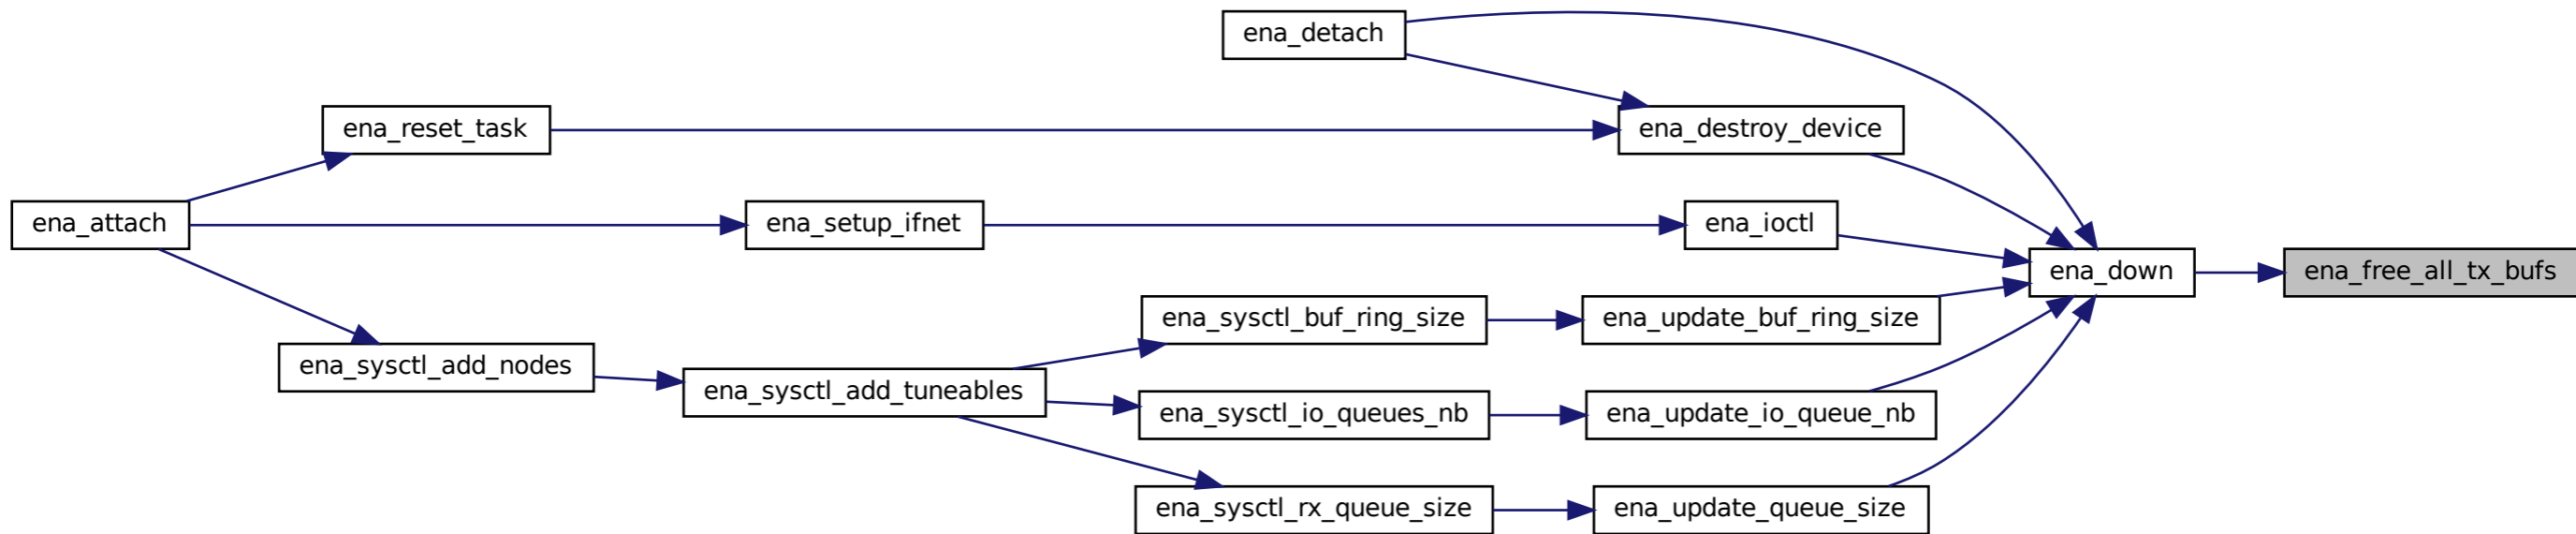 ena_detach
ena_reset_task
ena_destroy_device
ena_attach
ena_setup_ifnet
ena_ioctl
ena_down
ena_free_all_tx_bufs
ena_sysctl_buf_ring_size
ena_update_buf_ring_size
ena_sysctl_add_nodes
ena_sysctl_add_tuneables
ena_sysctl_io_queues_nb
ena_update_io_queue_nb
ena_sysctl_rx_queue_size
ena_update_queue_size